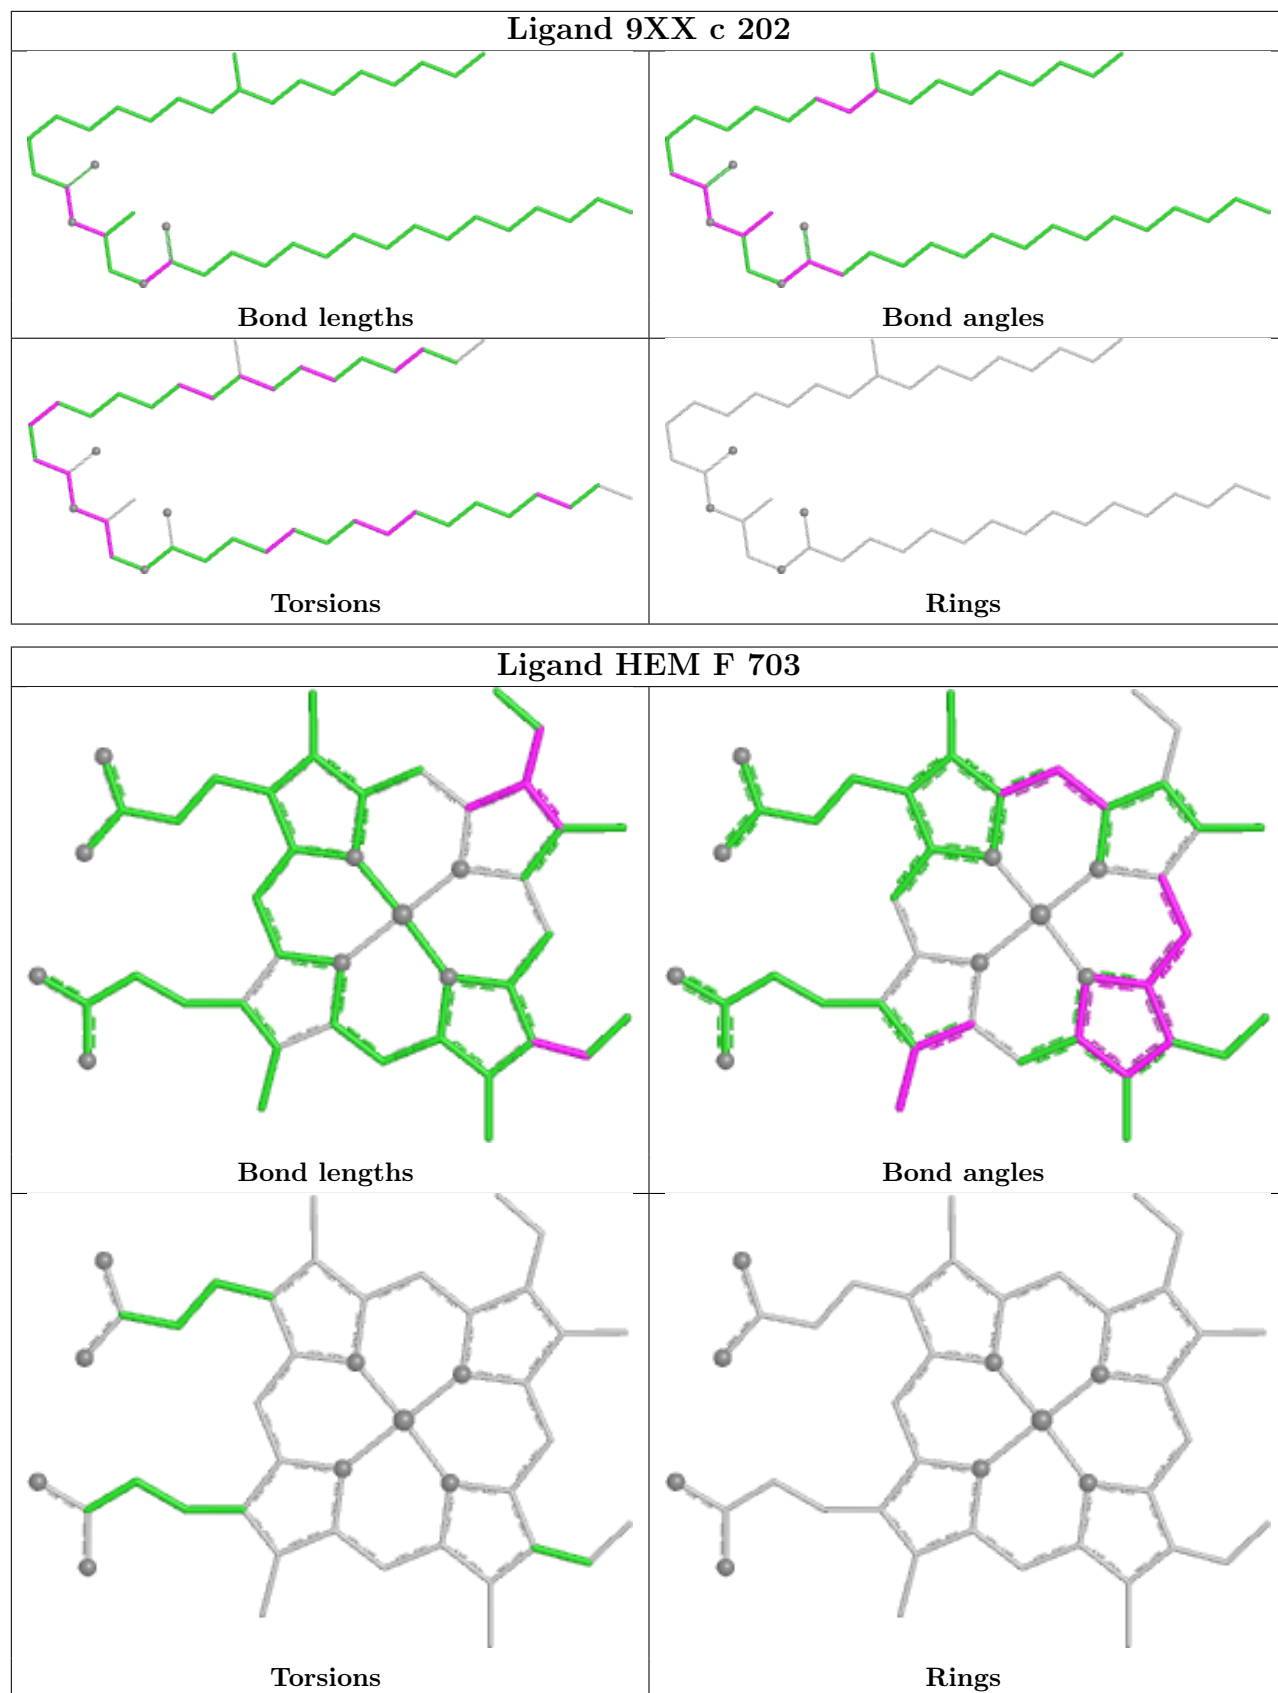 Ligand 9XX c 202
Bond lengths
Bond angles
Torsions
Rings
Ligand HEM F 703
Bond lengths
Bond angles
Torsions
Rings